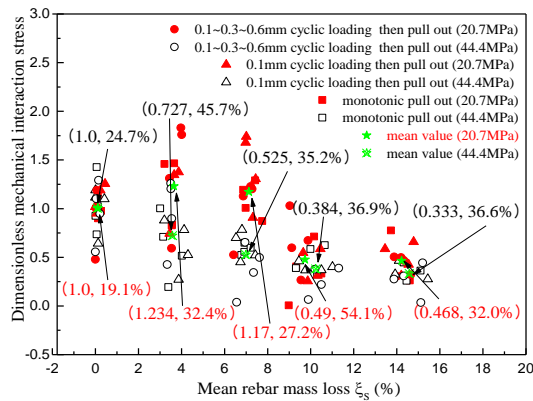 3.0
0.1~0.3~0.6mm cyclic loading  then pull out (20.7MPa)
2.5
0.1~0.3~0.6mm cyclic loading  then pull out (44.4MPa)
0.1mm cyclic loading then pull out (20.7MPa)
0.1mm cyclic loading then pull out (44.4MPa)
monotonic pull out (20.7MPa)
monotonic pull out (44.4MPa)
mean value (20.7MPa)
mean value (44.4MPa)
2.0
1.5
1.0
0.5
0.0
-0.5
(1.0, 24.7%)
(0.727, 45.7%)
(0.525, 35.2%)
(0.384, 36.9%)
(0.333, 36.6%)
(1.0, 19.1%)
(1.234, 32.4%)
(1.17, 27.2%)
(0.49, 54.1%)
(0.468, 32.0%)
-2 0 2 4 6 8 10 12 14 16 18 20
Mean rebar mass loss ξs (%)
Dimensionless mechanical interaction stress